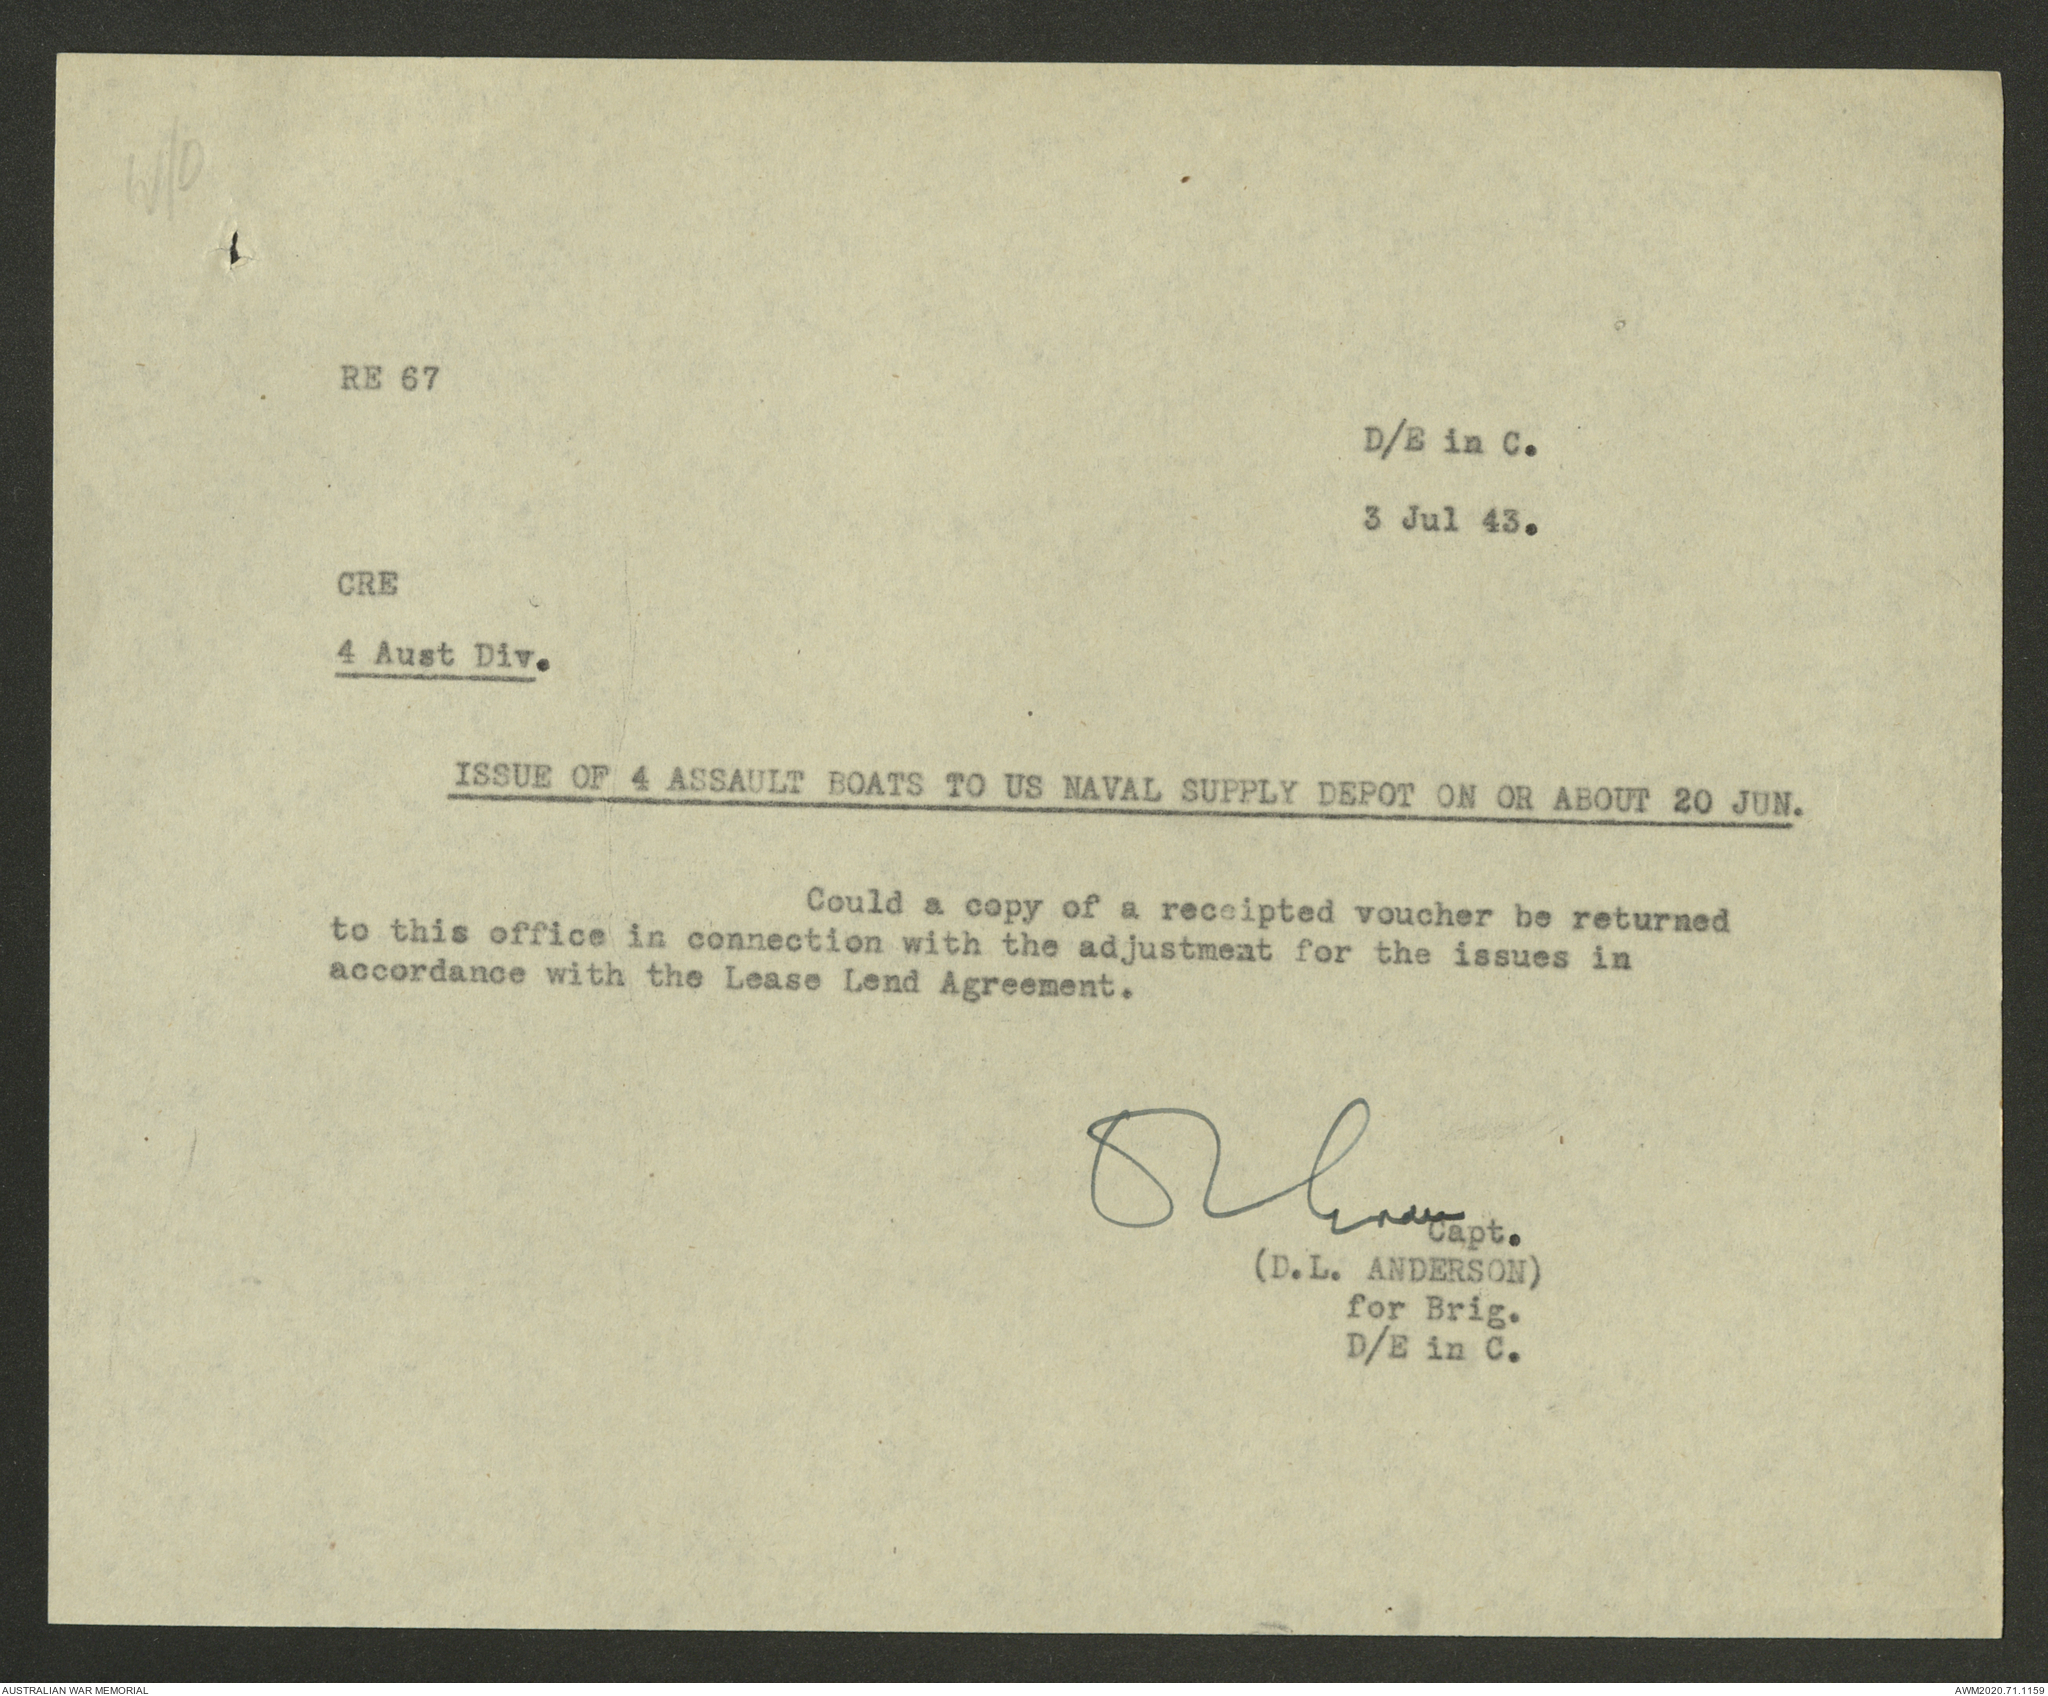 W/D
RE 67
D/E in C.
3 Jul 43.
CRE
4 Aust Div.
ISSUE OF 4 ASSAULT BOATS TO US NAVAL SUPPLY DEPOT ON OR ABOUT 20 JUN.
Could a copy of a receipted voucher be returned
to this office in connection with the adjustment for the issues in
accordance with the Lease Lend Agreement.
Capt.
(D.L. ANDERSON)
for Brig.
D/E in C.
AUSTRALIAN WAR MEMORIAL
AWM2020.71.1159